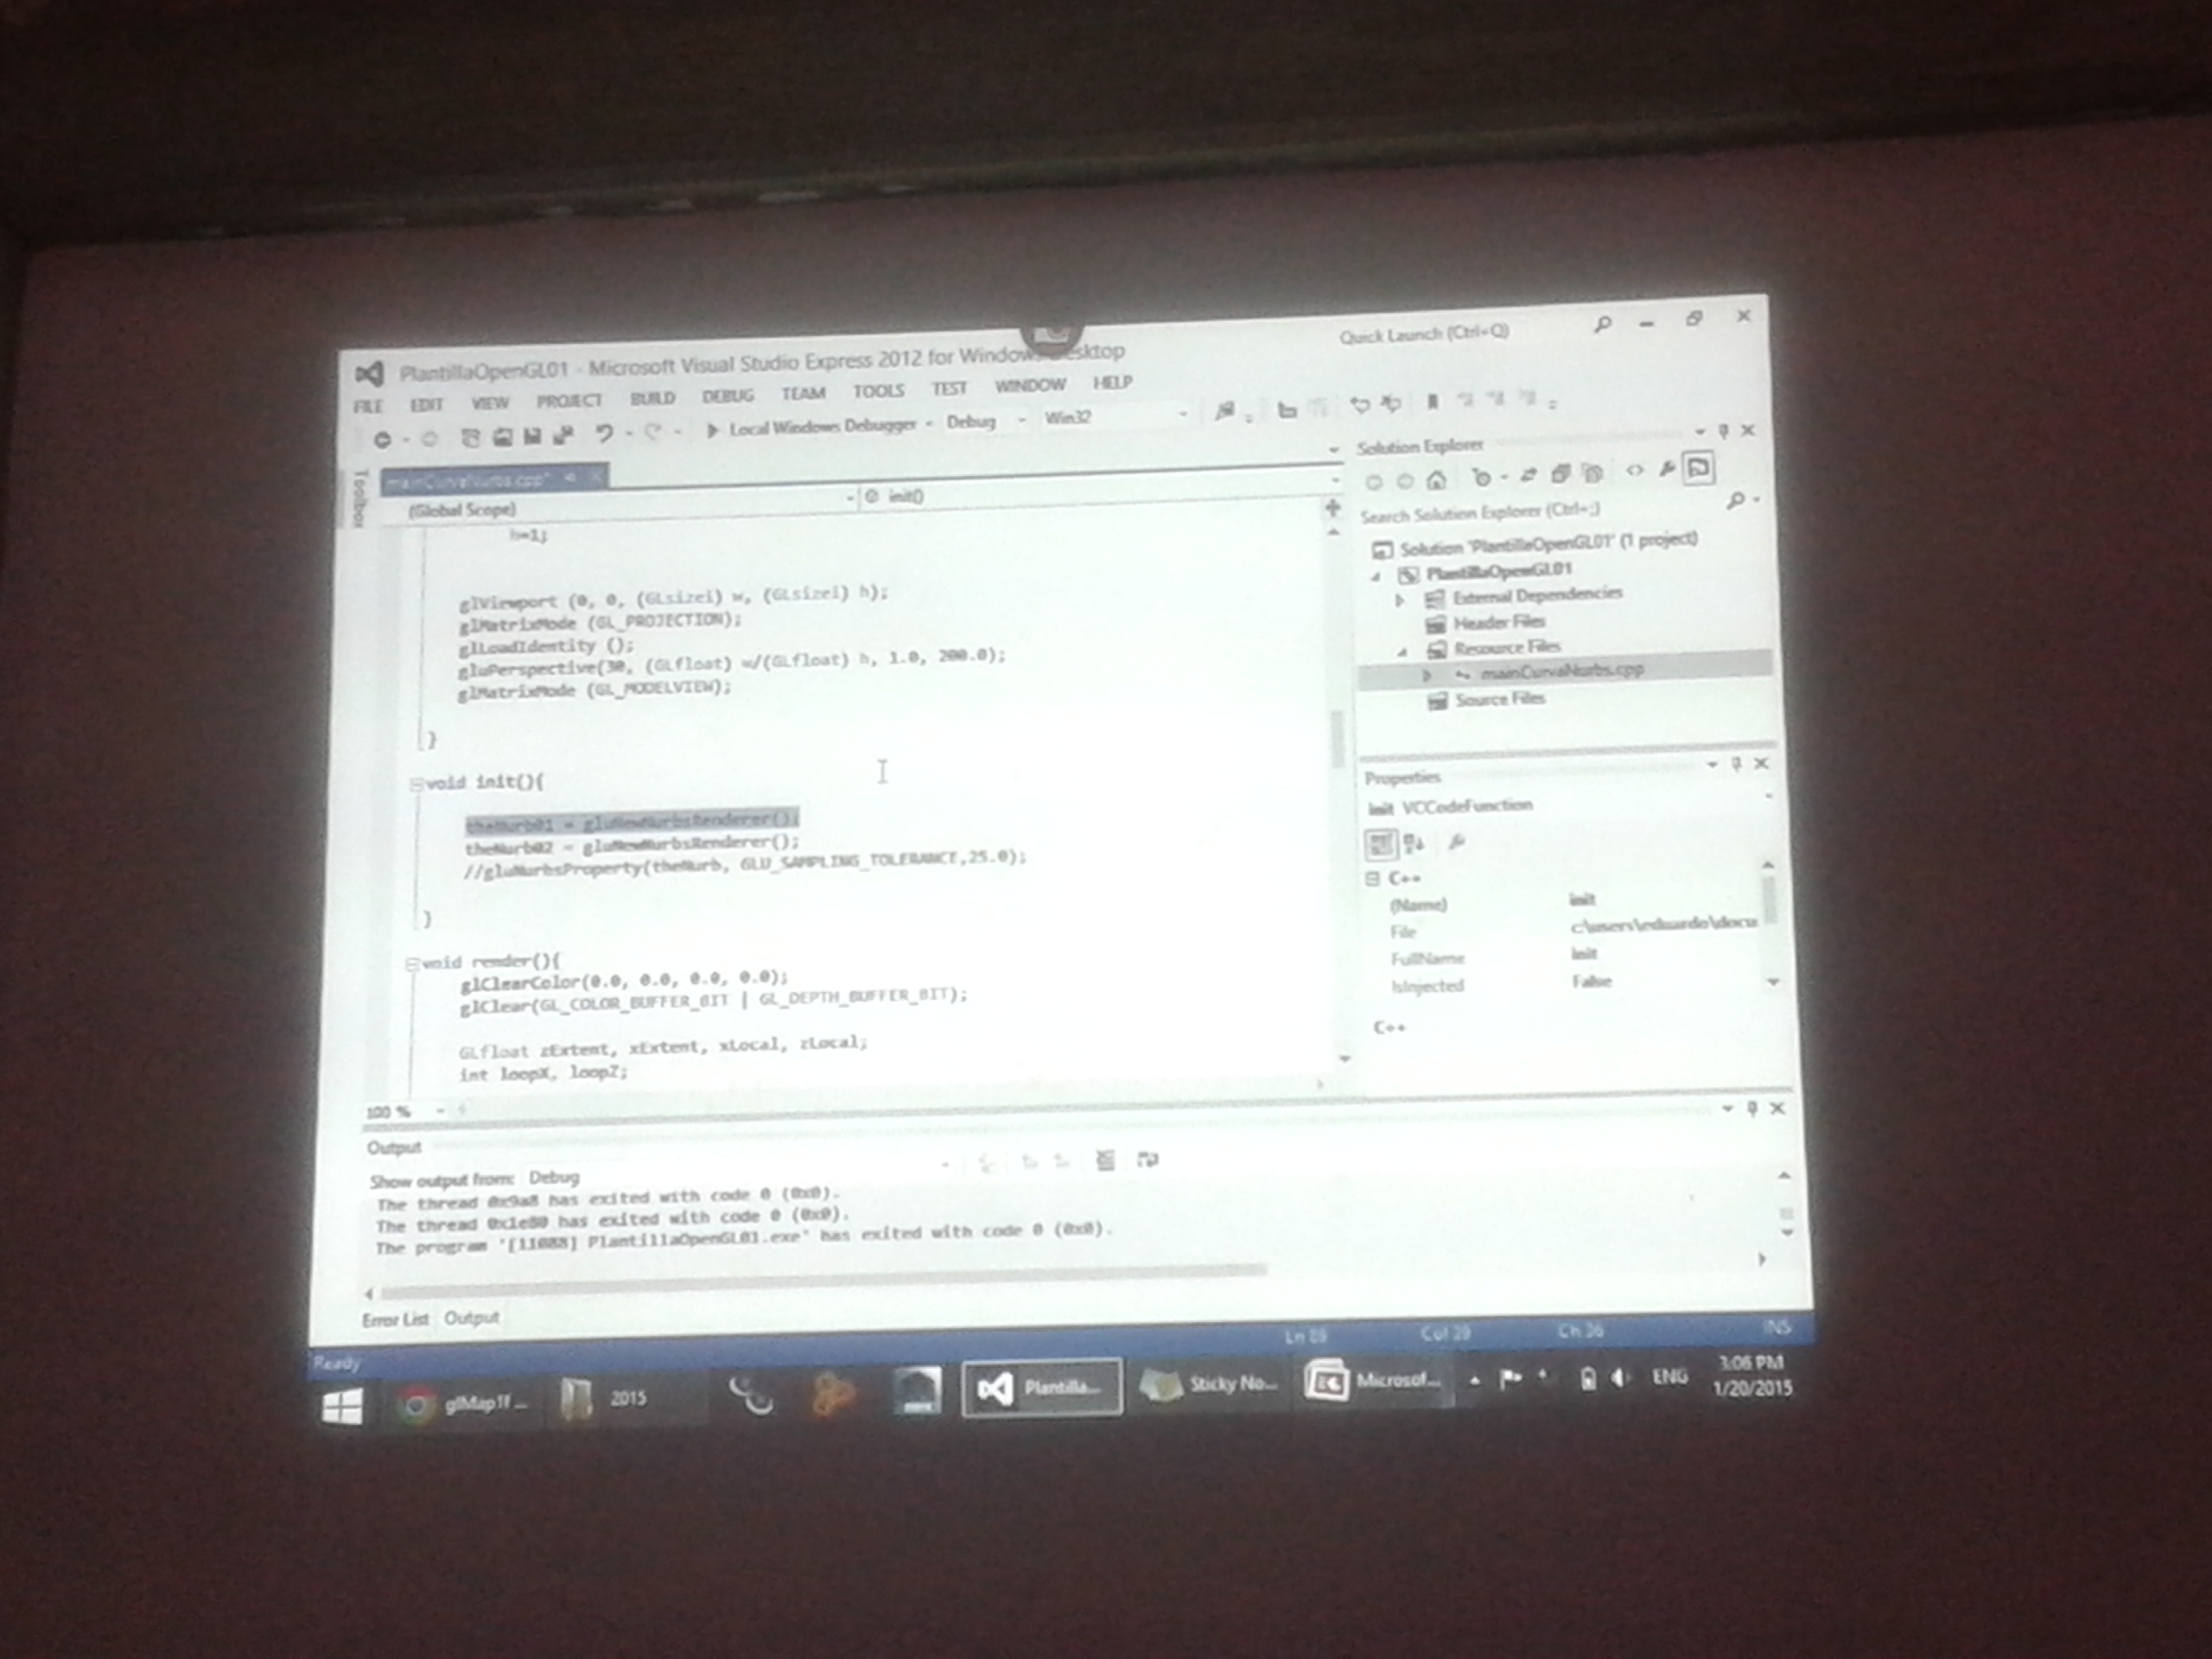 PlantillaOpenGL01 - Microsoft Visual Studio Express 2012 for Windows Desktop
Quick Launch (Ctrl+Q)
FILE EDIT VIEW PROJECT BUILD DEBUG TEAM TOOLS TEST WINDOW HELP
Local Windows Debugger Debug Win32
Toolbox
mainCurvaNurbs.cpp*
(Global Scope)
init()
h=1;
glViewport (0, 0, (GLsizei) w, (GLsizei) h);
glMatrixMode (GL_PROJECTION);
glLoadIdentity ();
gluPerspective(30, (GLfloat) w/(GLfloat) h, 1.0, 200.0);
glMatrixMode (GL_MODELVIEW);
}
void init(){
theNurb01 = gluNewNurbsRenderer();
theNurb02 = gluNewNurbsRenderer();
//gluNurbsProperty(theNurb, GLU_SAMPLING_TOLERANCE,25.0);
}
void render(){
glClearColor(0.0, 0.0, 0.0, 0.0);
glClear(GL_COLOR_BUFFER_BIT | GL_DEPTH_BUFFER_BIT);
GLfloat zExtent, xExtent, xLocal, zLocal;
int loopX, loopZ;
100 %
Solution Explorer
Search Solution Explorer (Ctrl+;)
Solution 'PlantillaOpenGL01' (1 project)
PlantillaOpenGL01
External Dependencies
Header Files
Resource Files
mainCurvaNurbs.cpp
Source Files
Properties
init VCCodeFunction
C++
(Name) init
File c:\users\eduardo\docu
FullName init
IsInjected False
C++
Output
Show output from: Debug
The thread 0x9a8 has exited with code 0 (0x0).
The thread 0x1e80 has exited with code 0 (0x0).
The program '[11088] PlantillaOpenGL01.exe' has exited with code 0 (0x0).
Error List Output
Ready
Col 29
INS
glMap1f ...
2015
Plantilla...
Sticky No...
Microsof...
ENG
3:06 PM
1/20/2015